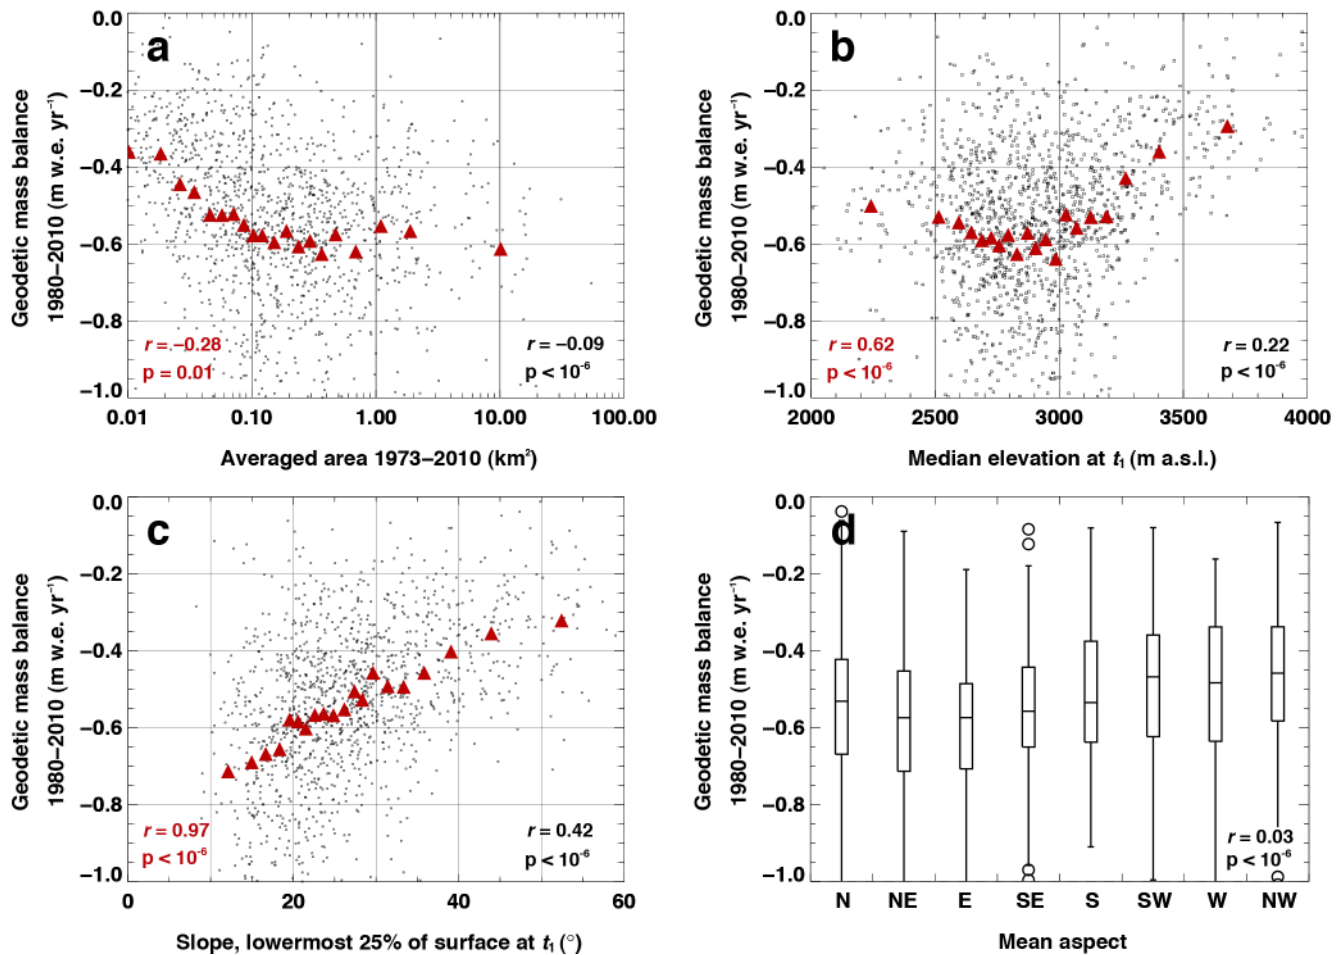 a
0.0
−0.2
−0.4
−0.6
−0.8
−1.0
Geodetic mass balance
1980–2010 (m w.e. yr⁻¹)
r = −0.28
p = 0.01
r = −0.09
p < 10⁻⁶
0.01 0.10 1.00 10.00 100.00
Averaged area 1973–2010 (km²)
b
0.0
−0.2
−0.4
−0.6
−0.8
−1.0
Geodetic mass balance
1980–2010 (m w.e. yr⁻¹)
r = 0.62
p < 10⁻⁶
r = 0.22
p < 10⁻⁶
2000 2500 3000 3500 4000
Median elevation at t₁ (m a.s.l.)
c
0.0
−0.2
−0.4
−0.6
−0.8
−1.0
Geodetic mass balance
1980–2010 (m w.e. yr⁻¹)
r = 0.97
p < 10⁻⁶
r = 0.42
p < 10⁻⁶
0 20 40 60
Slope, lowermost 25% of surface at t₁ (°)
d
0.0
−0.2
−0.4
−0.6
−0.8
−1.0
Geodetic mass balance
1980–2010 (m w.e. yr⁻¹)
r = 0.03
p < 10⁻⁶
N NE E SE S SW W NW
Mean aspect